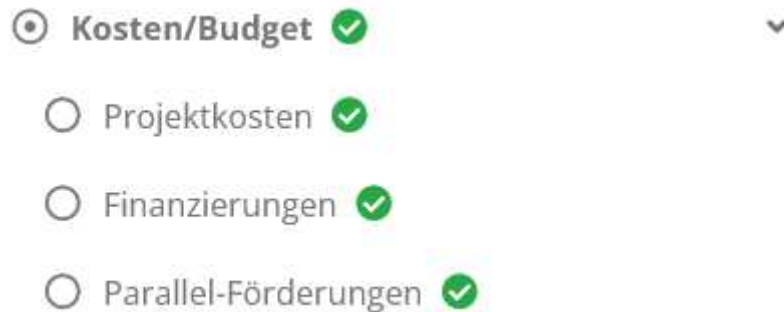 Kosten/Budget
Projektkosten
Finanzierungen
Parallel-Förderungen